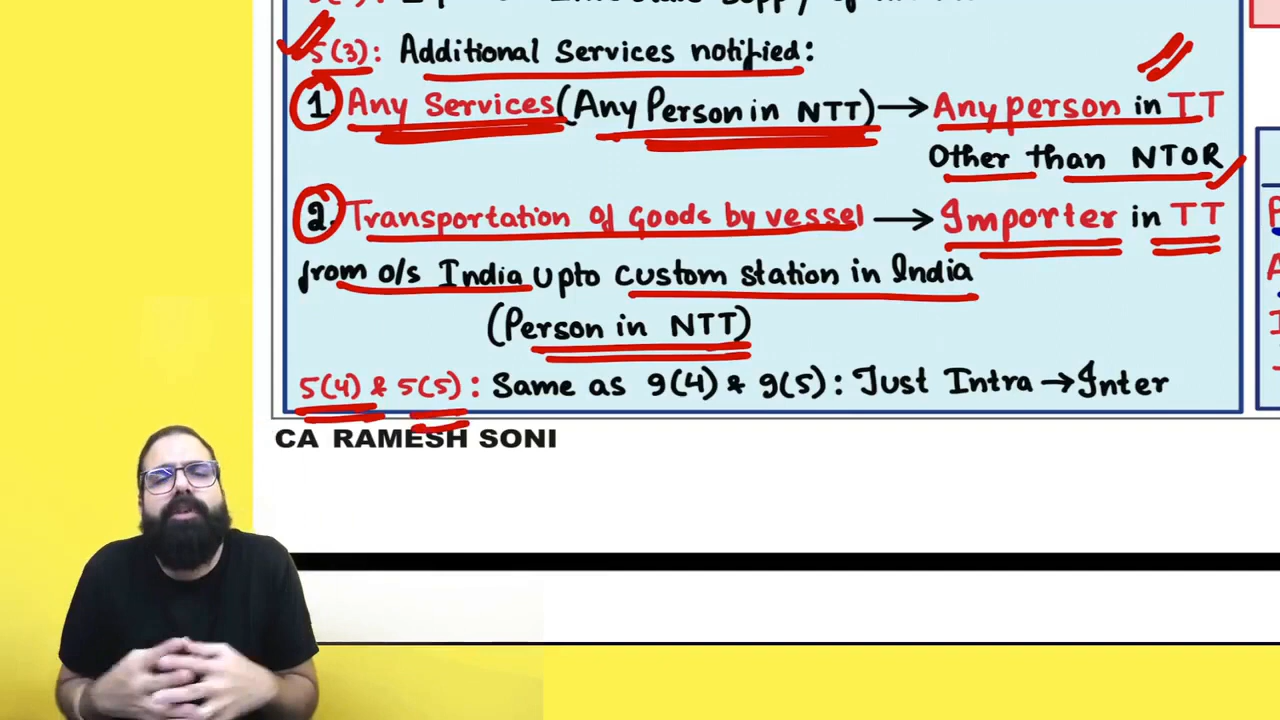 5(3): Additional Services notified:
1. Any Services (Any Person in NTT) → Any person in TT
Other than NTOR
2. Transportation of Goods by vessel → Importer in TT
from o/s India upto custom station in India
(Person in NTT)
5(4) & 5(5): Same as 9(4) & 9(5): Just Intra → Inter
CA RAMESH SONI